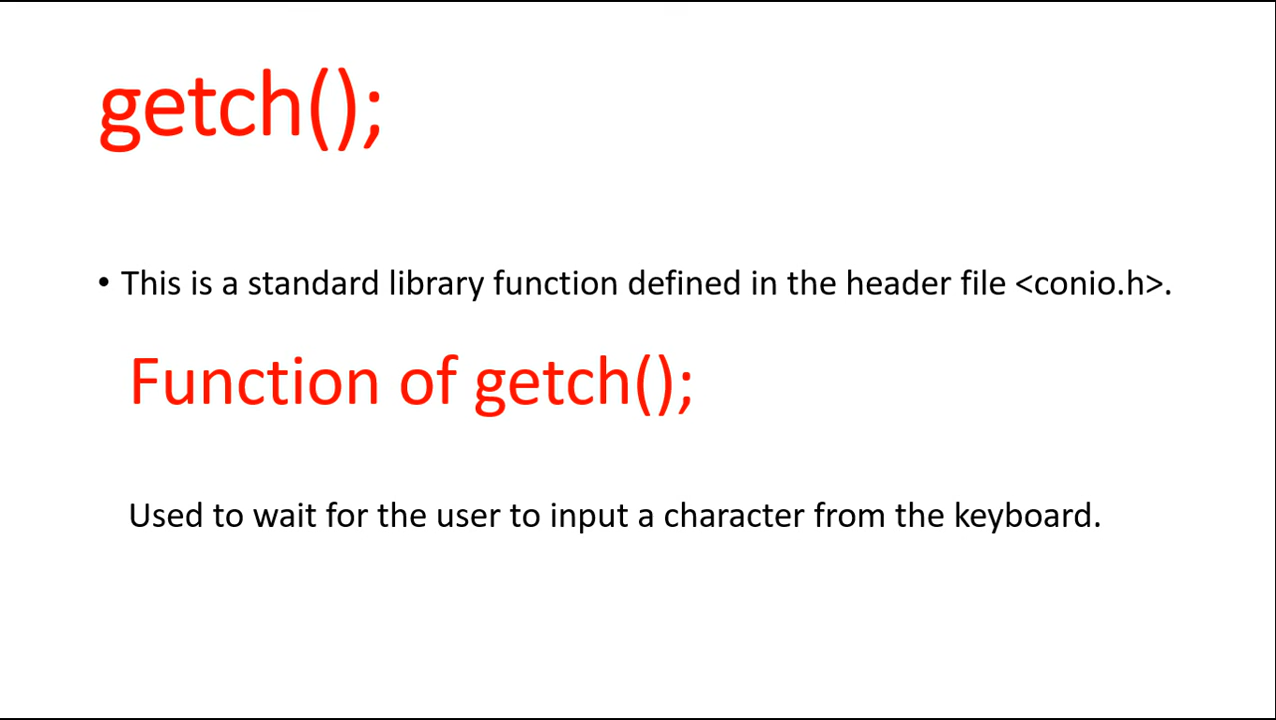 getch();
• This is a standard library function defined in the header file <conio.h>.
Function of getch();
Used to wait for the user to input a character from the keyboard.